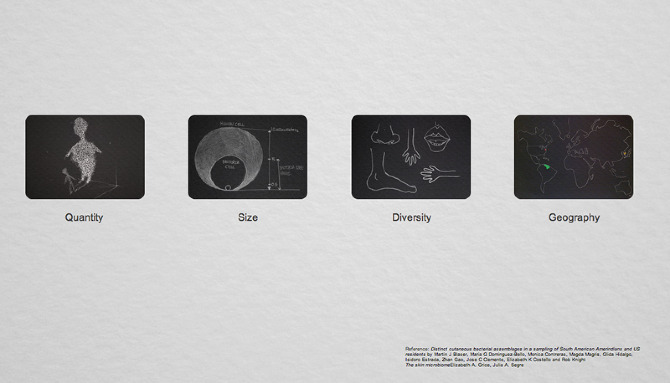 Quantity
Size
Diversity
Geography
Reference: Distinct cutaneous bacterial assemblages in a sampling of South American Amerindians and US
residents by Martin J Blaser, Maria G Dominguez-Bello, Monica Contreras, Magda Magris, Glida Hidalgo,
Isidoro Estrada, Zhan Gao, Jose C Clemente, Elizabeth K Costello and Rob Knight
The skin microbiomeElizabeth A. Grice, Julia A. Segre